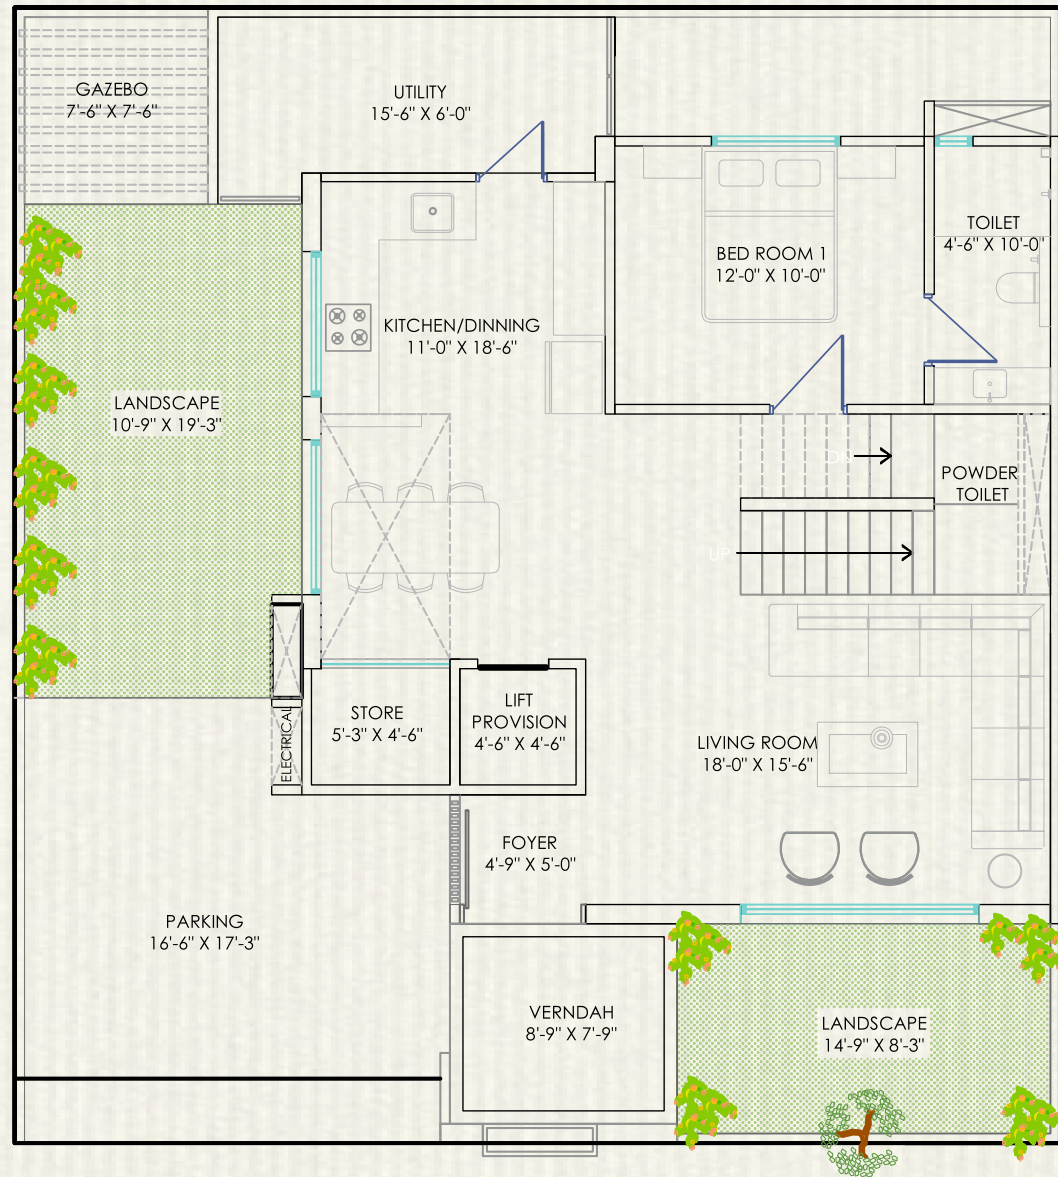 GAZEBO
7'-6" X 7'-6"
UTILITY
15'-6" X 6'-0"
BED ROOM 1
12'-0" X 10'-0"
TOILET
4'-6" X 10'-0"
KITCHEN/DINNING
11'-0" X 18'-6"
LANDSCAPE
10'-9" X 19'-3"
DN
POWDER
TOILET
UP
STORE
5'-3" X 4'-6"
LIFT
PROVISION
4'-6" X 4'-6"
ELECTRICAL
LIVING ROOM
18'-0" X 15'-6"
FOYER
4'-9" X 5'-0"
PARKING
16'-6" X 17'-3"
VERNDAH
8'-9" X 7'-9"
LANDSCAPE
14'-9" X 8'-3"